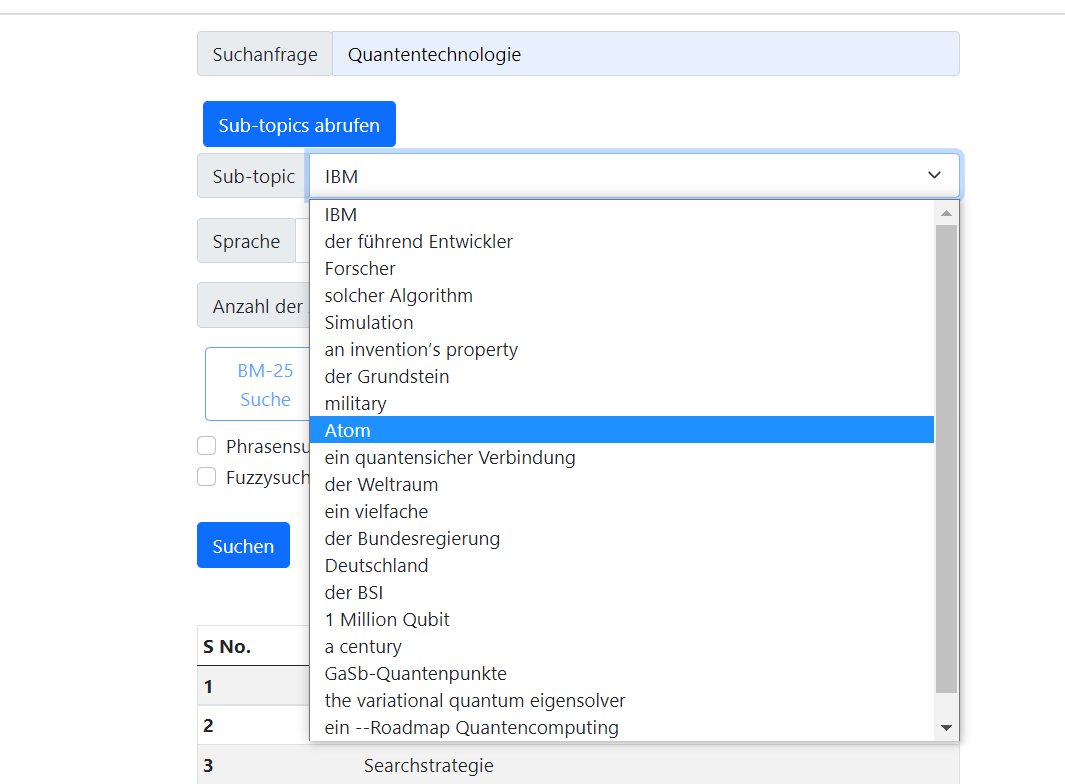 Suchanfrage Quantentechnologie
Sub-topics abrufen
Sub-topic IBM
IBM
der führend Entwickler
Sprache
Forscher
solcher Algorithm
Anzahl der
Simulation
an invention’s property
BM-25
der Grundstein
Suche
military
Atom
Phrasensu
ein quantensicher Verbindung
Fuzzysuch
der Weltraum
ein vielfache
der Bundesregierung
Suchen
Deutschland
der BSI
1 Million Qubit
S No.
a century
GaSb-Quantenpunkte
1
the variational quantum eigensolver
2
ein --Roadmap Quantencomputing
3 Searchstrategie